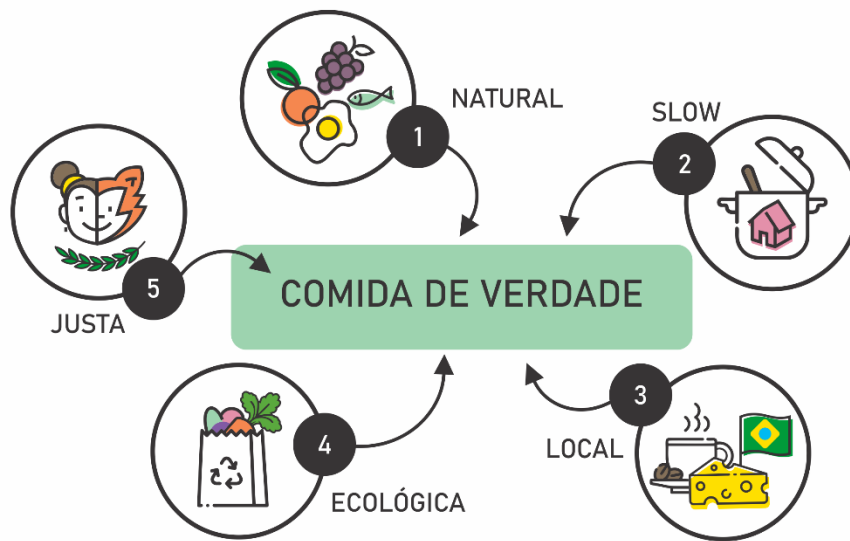 1
NATURAL
SLOW
2
5
JUSTA
COMIDA DE VERDADE
3
LOCAL
4
ECOLÓGICA